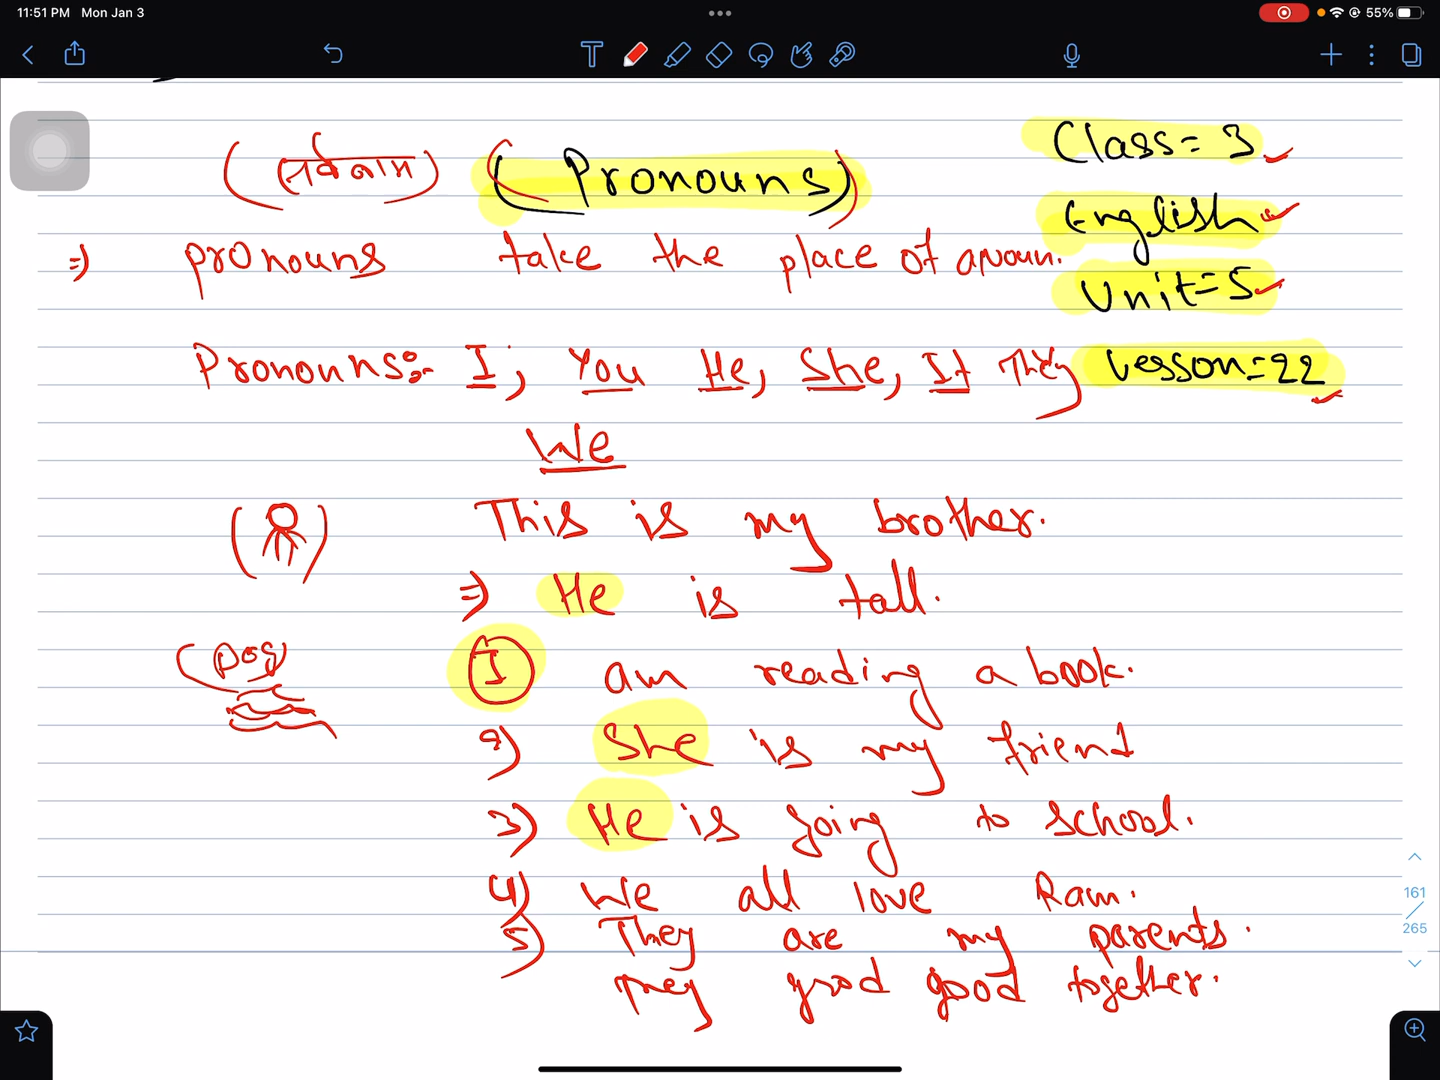 11:51 PM Mon Jan 3
55%
(सर्वनाम) (Pronouns)
Class = 3
English
⇒ pronouns take the place of a noun.
Unit = 5
Pronouns:- I, You He, She, It They
Lesson = 22
We
This is my brother.
⇒ He is tall.
(Dog)
I am reading a book.
2) She is my friend
3) He is going to school.
4) We all love Ram.
5) They are my parents.
They good together.
161
265